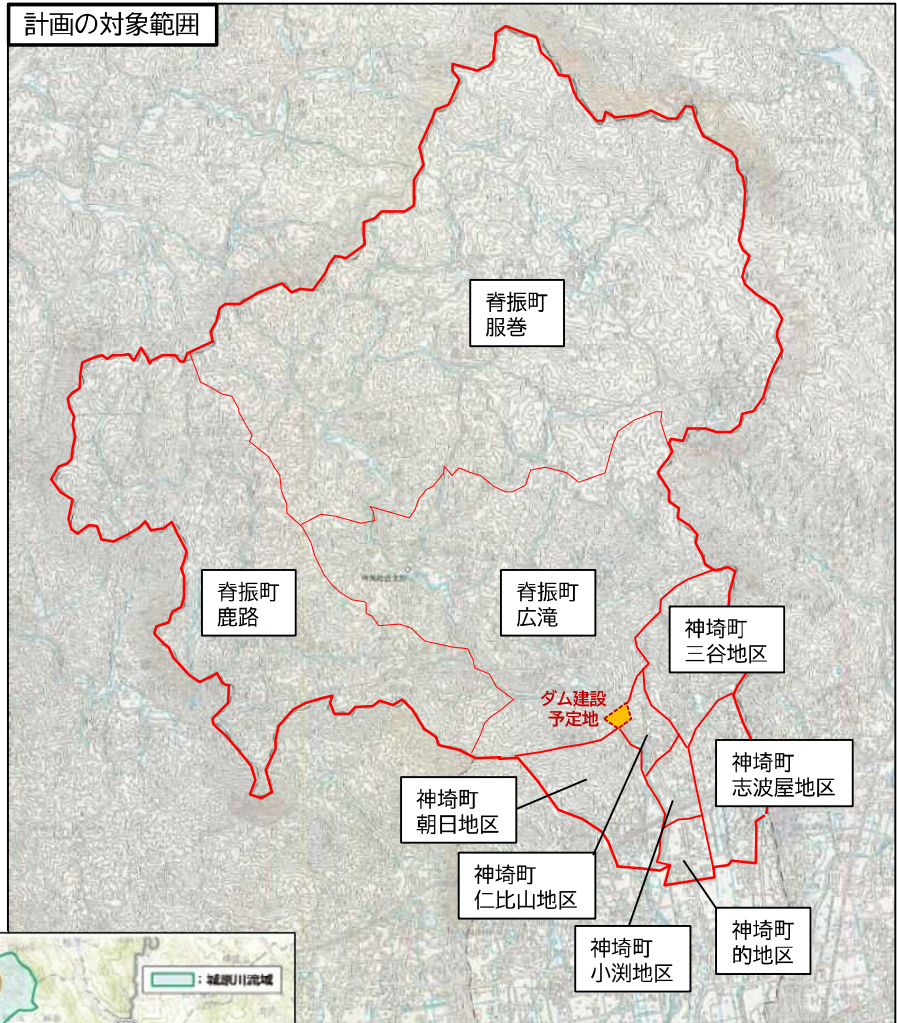 計画の対象範囲
脊振町
服巻
脊振町
鹿路
脊振町
広滝
神埼町
三谷地区
ダム建設
予定地
神埼町
志波屋地区
神埼町
朝日地区
神埼町
仁比山地区
神埼町
小渕地区
神埼町
的地区
：城原川流域